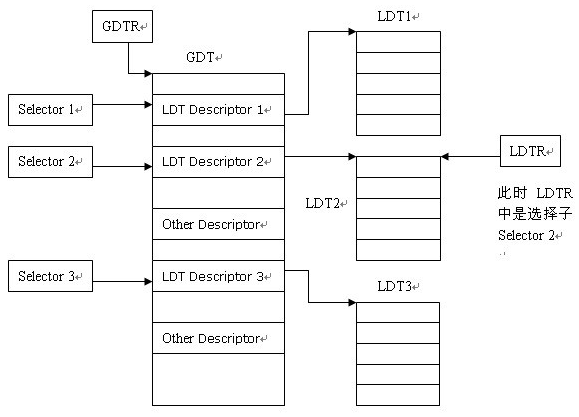 GDTR
LDT1
GDT
Selector 1
LDT Descriptor 1
Selector 2
LDT Descriptor 2
LDTR
LDT2
此时 LDTR
中是选择子
Selector 2
Other Descriptor
Selector 3
LDT Descriptor 3
LDT3
Other Descriptor